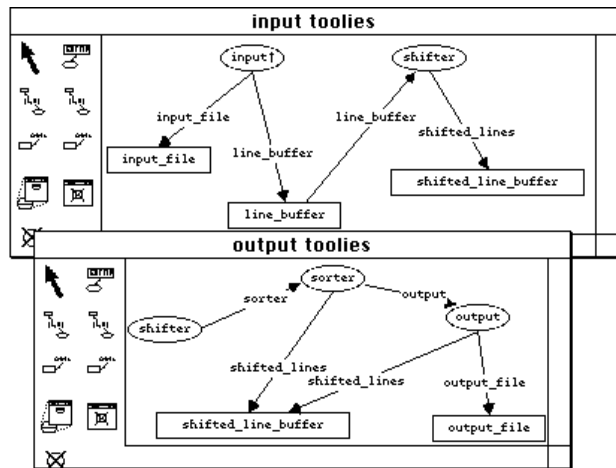 input toolies
input↑
shifter
input_file
line_buffer
shifted_lines
input_file
line_buffer
shifted_line_buffer
line_buffer
output toolies
sorter
sorter
output
shifter
output
shifted_lines
shifted_lines
output_file
shifted_line_buffer
output_file